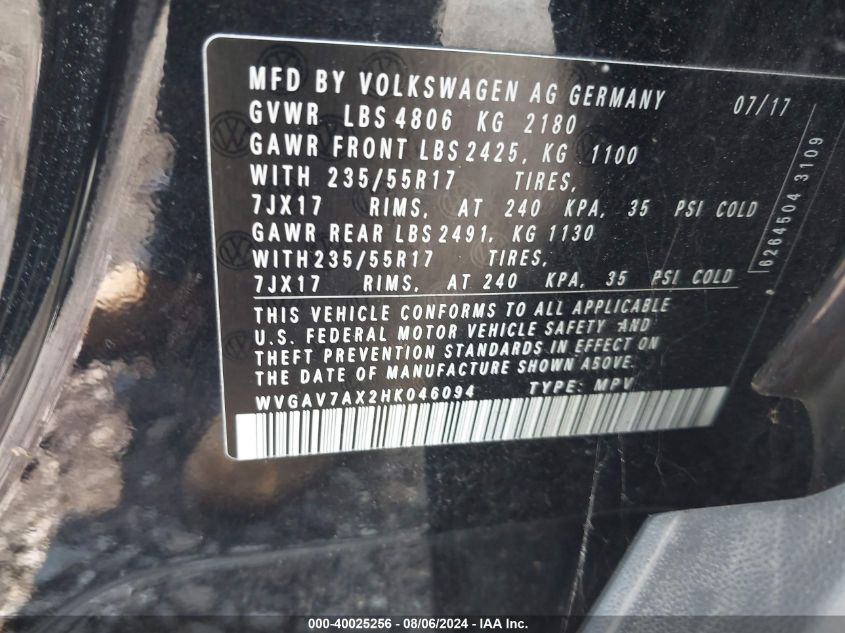 MFD BY VOLKSWAGEN AG GERMANY 07/17
GVWR LBS 4806 KG 2180
GAWR FRONT LBS 2425, KG 1100
WITH 235/55R17 TIRES,
7JX17 RIMS, AT 240 KPA, 35 PSI COLD
GAWR REAR LBS 2491, KG 1130
WITH 235/55R17 TIRES,
7JX17 RIMS, AT 240 KPA, 35 PSI COLD
6264504 3109
THIS VEHICLE CONFORMS TO ALL APPLICABLE
U.S. FEDERAL MOTOR VEHICLE SAFETY AND
THEFT PREVENTION STANDARDS IN EFFECT ON
THE DATE OF MANUFACTURE SHOWN ABOVE.
WVGAV7AX2HK046094 TYPE: MPV
000-40025256 - 08/06/2024 - IAA Inc.